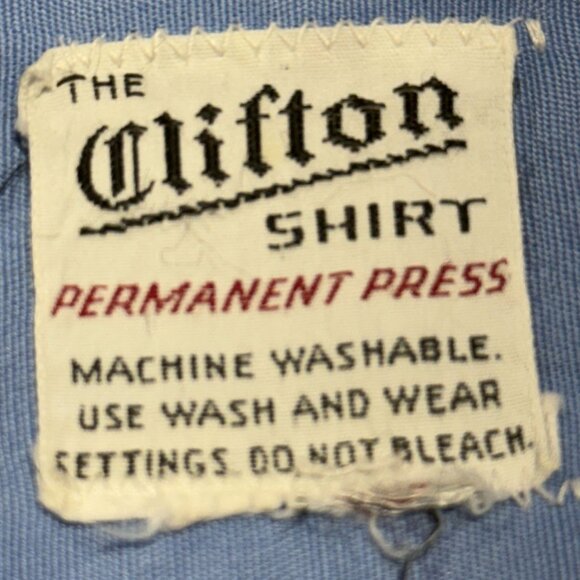 THE
Clifton
SHIRT
PERMANENT PRESS
MACHINE WASHABLE.
USE WASH AND WEAR
SETTINGS. DO NOT BLEACH.